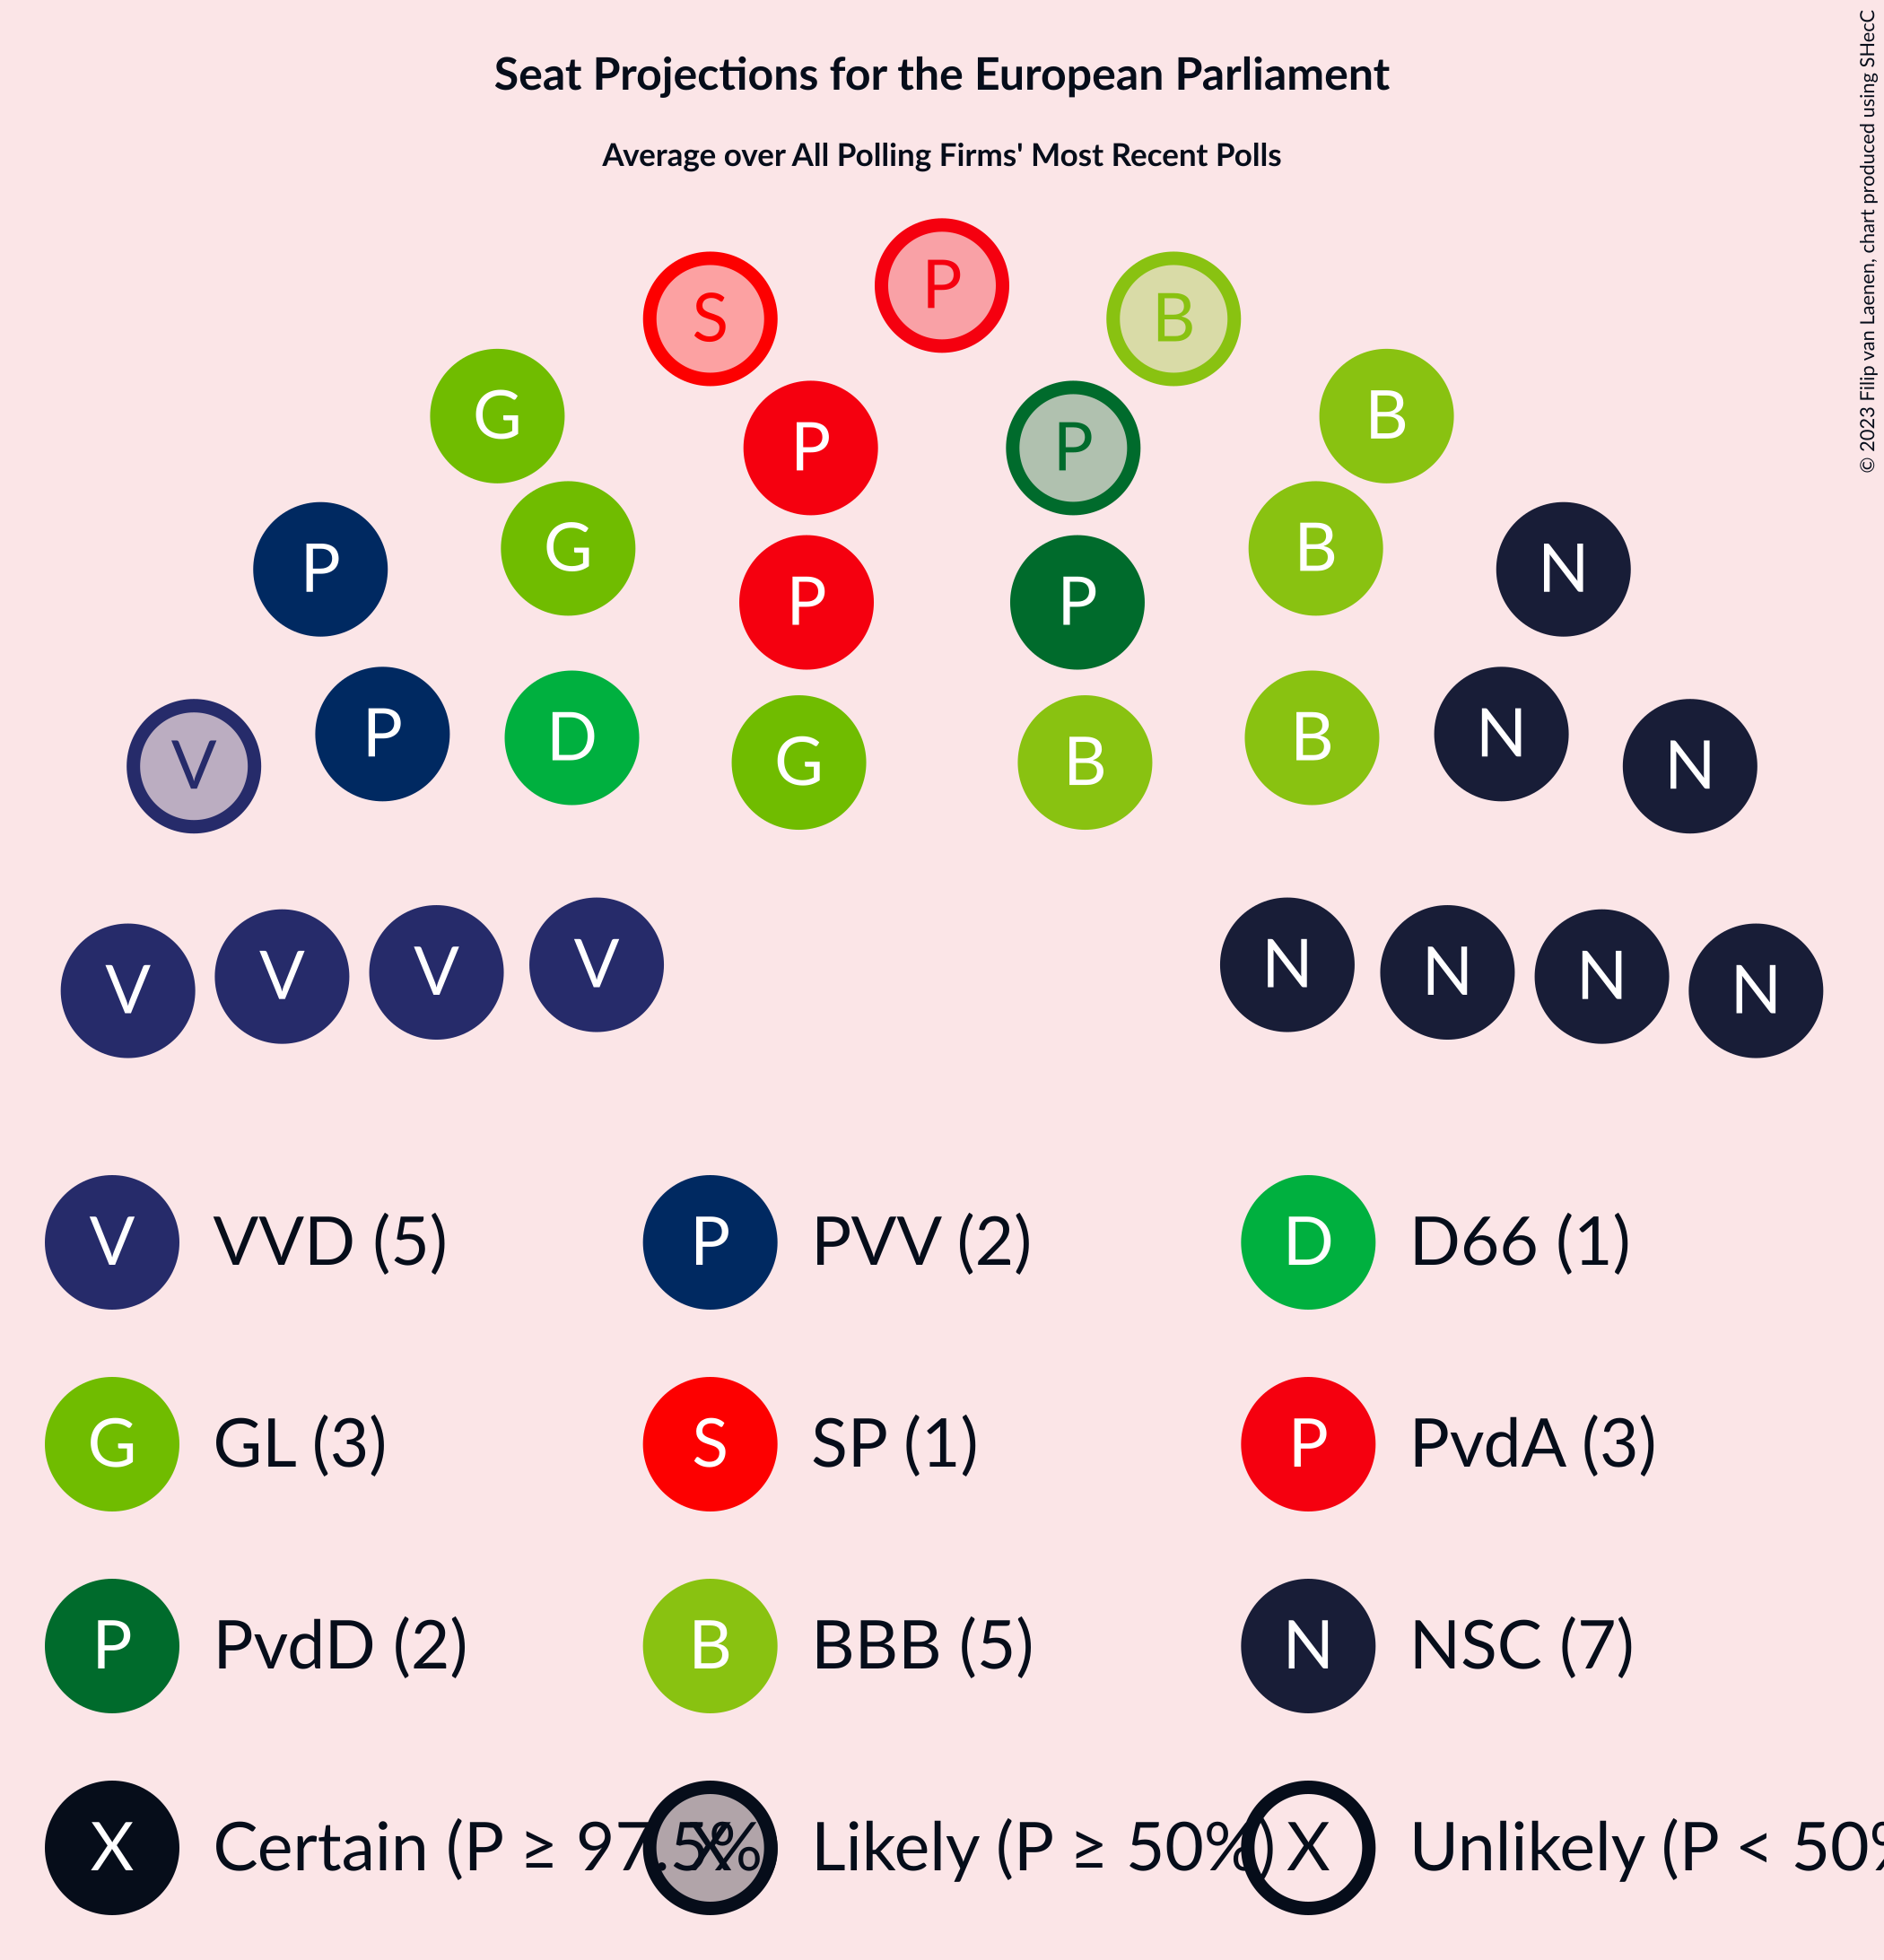 Seat Projections for the European Parliament
Average over All Polling Firms' Most Recent Polls
© 2023 Filip van Laenen, chart produced using SHecC
P
S B
G B
P P
G B
P N
P P
V N
P N
D B
G B
V V V V N N N N
V VVD (5) P PVV (2) D D66 (1)
G GL (3) S SP (1) P PvdA (3)
P PvdD (2) B BBB (5) N NSC (7)
X Certain (P ≥ 97.5% X Likely (P ≥ 50%) X Unlikely (P < 50%